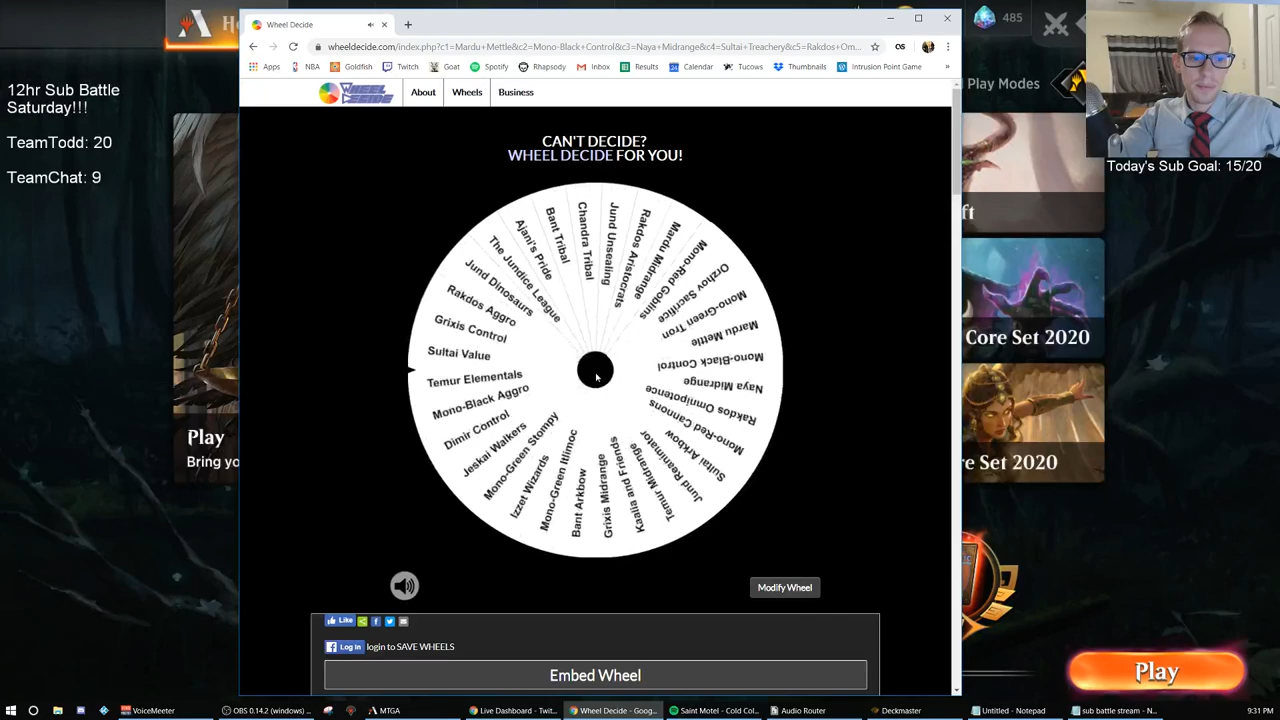 12hr Sub Battle
Saturday!!!
TeamTodd: 20
TeamChat: 9
Wheel Decide
485
wheeldecide.com/index.php?c1=Mardu+Mettle&c2=Mono-Black+Control&c3=Naya+Midrange&c4=Sultai+Treachery&c5=Rakdos+Om...
Apps
NBA
Goldfish
Twitch
Goat
Spotify
Rhapsody
Inbox
Results
Calendar
Tucows
Thumbnails
Intrusion Point Game
Play Modes
WHEEL DECIDE
About
Wheels
Business
CAN'T DECIDE?
WHEEL DECIDE FOR YOU!
Today's Sub Goal: 15/20
Chandra Tribal
Jund Unsealing
Rakdos Aristocrats
Mardu Midrange
Mono-Red Goblins
Orzhov Sacrifice
Mono-Green Tron
Mardu Mettle
Mono-Black Control
Naya Midrange
Rakdos Omnipotence
Mono-Red Cannons
Sultai Arkbow
Jund Reanimator
Temur Midrange
Kaalia and Friends
Grixis Midrange
Bant Arkbow
Mono-Green Itlimoc
Izzet Wizards
Mono-Green Stompy
Jeskai Walkers
Dimir Control
Mono-Black Aggro
Temur Elementals
Sultai Value
Grixis Control
Rakdos Aggro
Jund Dinosaurs
The Jundice League
Ajani's Pride
Bant Tribal
ft
Core Set 2020
re Set 2020
Play
Bring yo
Modify Wheel
Like
Log in
login to SAVE WHEELS
Embed Wheel
Play
VoiceMeeter
OBS 0.14.2 (windows) ...
MTGA
Live Dashboard - Twit...
Wheel Decide - Goog...
Saint Motel - Cold Col...
Audio Router
Deckmaster
Untitled - Notepad
sub battle stream - N...
9:31 PM